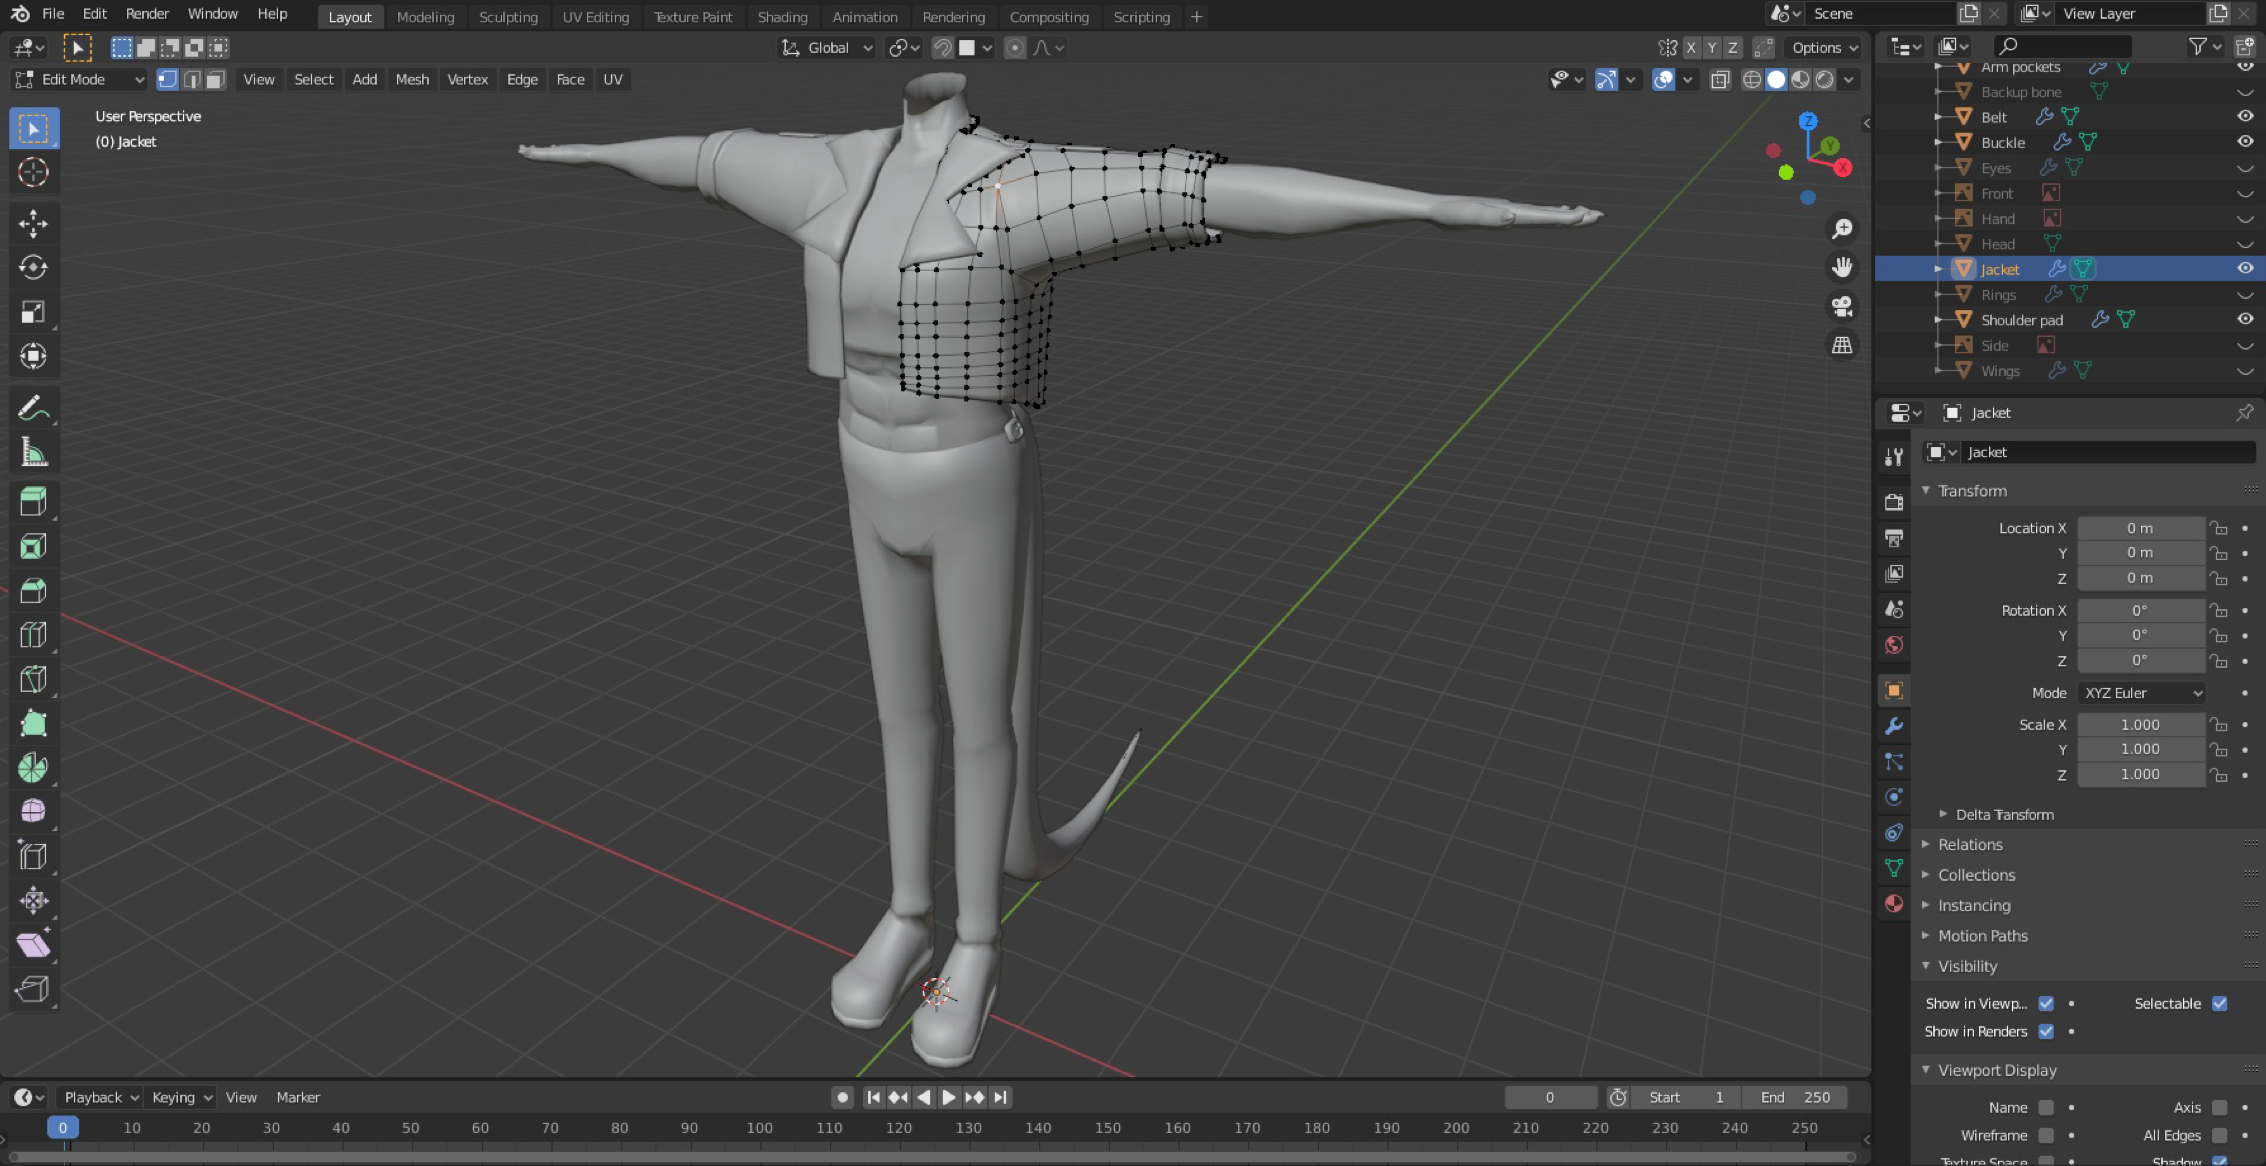 File Edit Render Window Help Layout Modeling Sculpting UV Editing Texture Paint Shading Animation Rendering Compositing Scripting + Scene View Layer
Global X Y Z Options
Edit Mode View Select Add Mesh Vertex Edge Face UV
User Perspective
(0) Jacket
Z
Y
X
Arm pockets
Backup bone
Belt
Buckle
Eyes
Front
Hand
Head
Jacket
Rings
Shoulder pad
Side
Wings
Jacket
Jacket
Transform
Location X 0 m
Y 0 m
Z 0 m
Rotation X 0°
Y 0°
Z 0°
Mode XYZ Euler
Scale X 1.000
Y 1.000
Z 1.000
Delta Transform
Relations
Collections
Instancing
Motion Paths
Visibility
Show in Viewp... Selectable
Show in Renders
Viewport Display
Name Axis
Wireframe All Edges
Texture Space Shadow
Playback Keying View Marker 0 Start 1 End 250
0 10 20 30 40 50 60 70 80 90 100 110 120 130 140 150 160 170 180 190 200 210 220 230 240 250